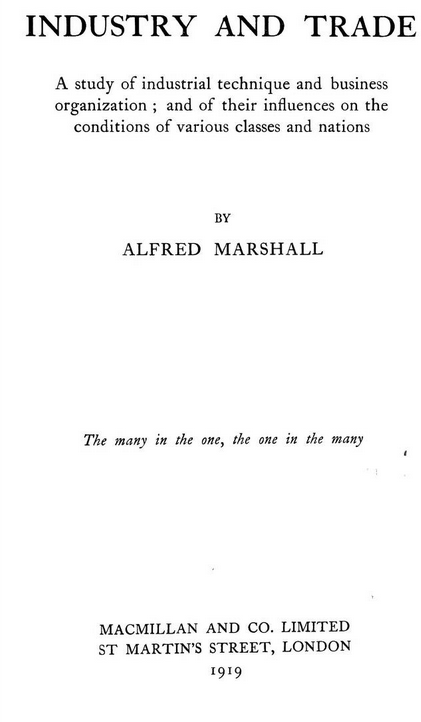 INDUSTRY AND TRADE
A study of industrial technique and business
organization ; and of their influences on the
conditions of various classes and nations
BY
ALFRED MARSHALL
The many in the one, the one in the many
MACMILLAN AND CO. LIMITED
ST MARTIN'S STREET, LONDON
1919